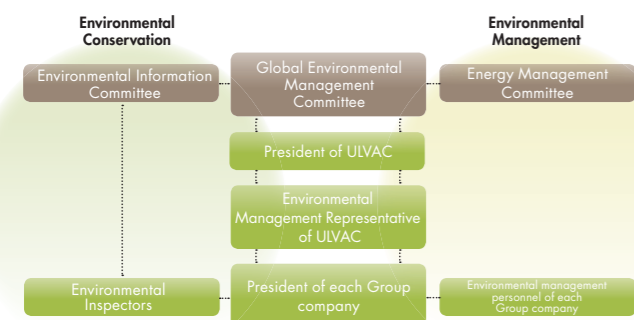 Environmental
Conservation
Environmental
Management
Environmental Information
Committee
Global Environmental
Management
Committee
Energy Management
Committee
President of ULVAC
Environmental
Management Representative
of ULVAC
Environmental
Inspectors
President of each Group
company
Environmental management
personnel of each
Group company